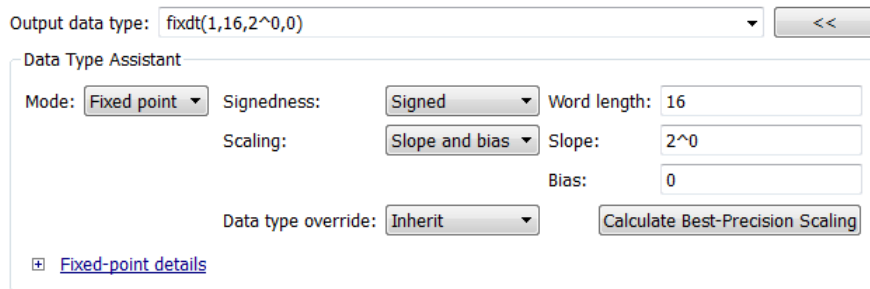 Output data type: fixdt(1,16,2^0,0) <<
Data Type Assistant
Mode: Fixed point Signedness: Signed Word length: 16
Scaling: Slope and bias Slope: 2^0
Bias: 0
Data type override: Inherit Calculate Best-Precision Scaling
Fixed-point details